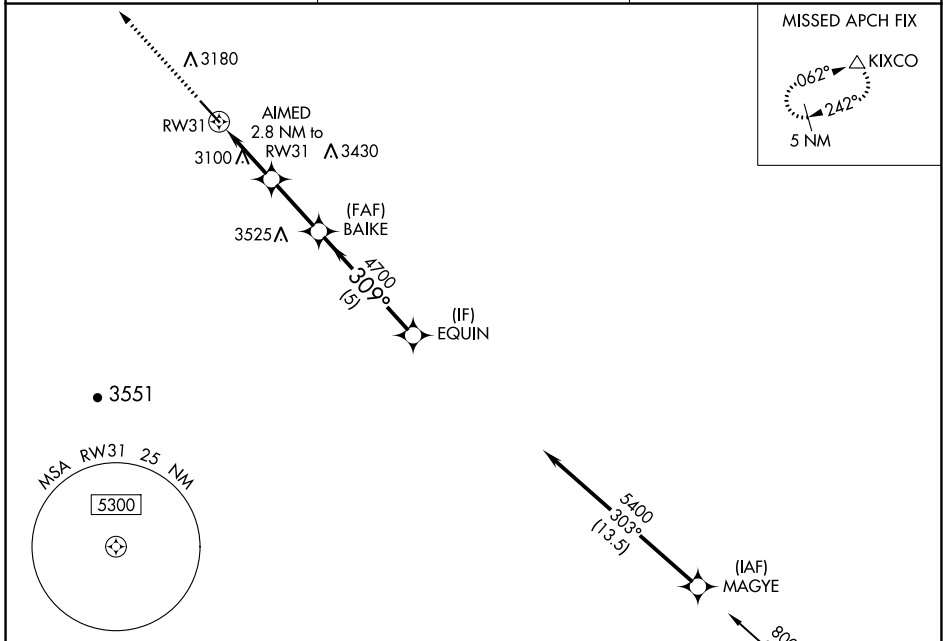 MISSED APCH FIX
KIXCO
062°
242°
5 NM
3180
RW31
AIMED
2.8 NM to
RW31
3100
3430
(FAF)
BAIKE
3525
4700
309°
(5)
(IF)
EQUIN
3551
MSA RW31 25 NM
5300
5400
303°
(13.5)
(IAF)
MAGYE